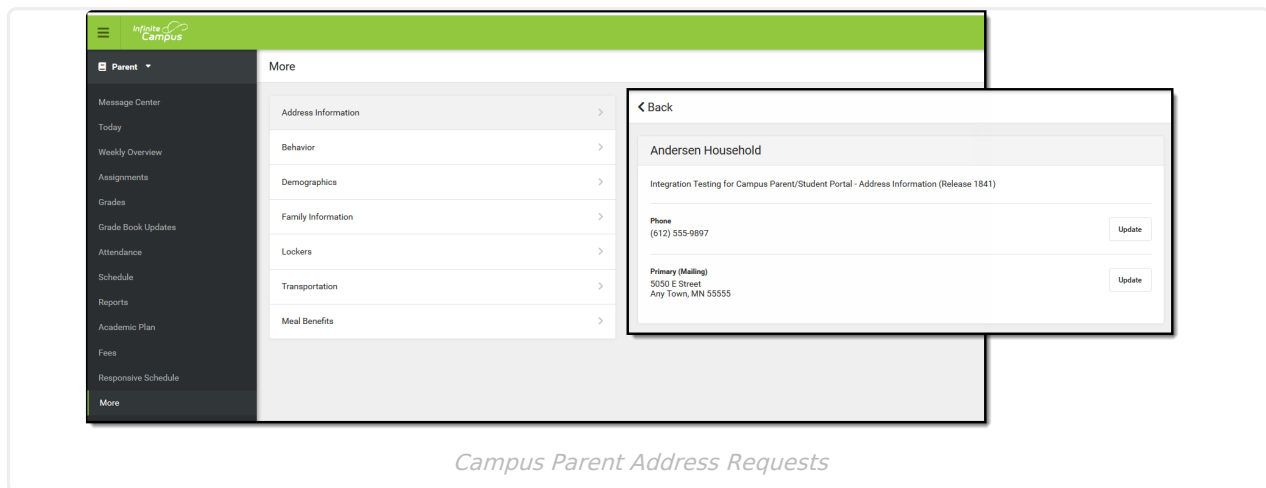 Infinite
Campus
Parent
More
Message Center
Today
Weekly Overview
Assignments
Grades
Grade Book Updates
Attendance
Schedule
Reports
Academic Plan
Fees
Responsive Schedule
More
Address Information
Behavior
Demographics
Family Information
Lockers
Transportation
Meal Benefits
Back
Andersen Household
Integration Testing for Campus Parent/Student Portal - Address Information (Release 1841)
Phone
(612) 555-9897
Update
Primary (Mailing)
5050 E Street
Any Town, MN 55555
Update
Campus Parent Address Requests